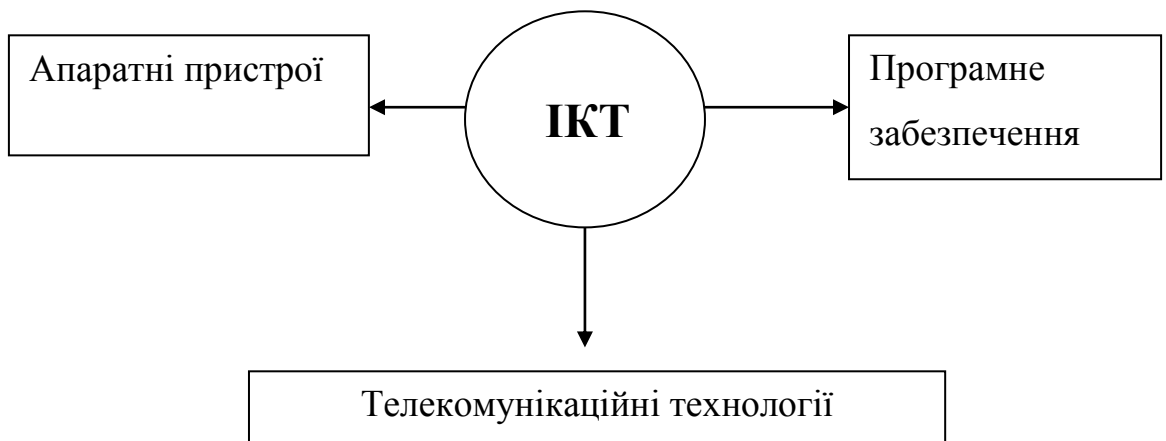 Апаратні пристрої
ІКТ
Програмне
забезпечення
Телекомунікаційні технології